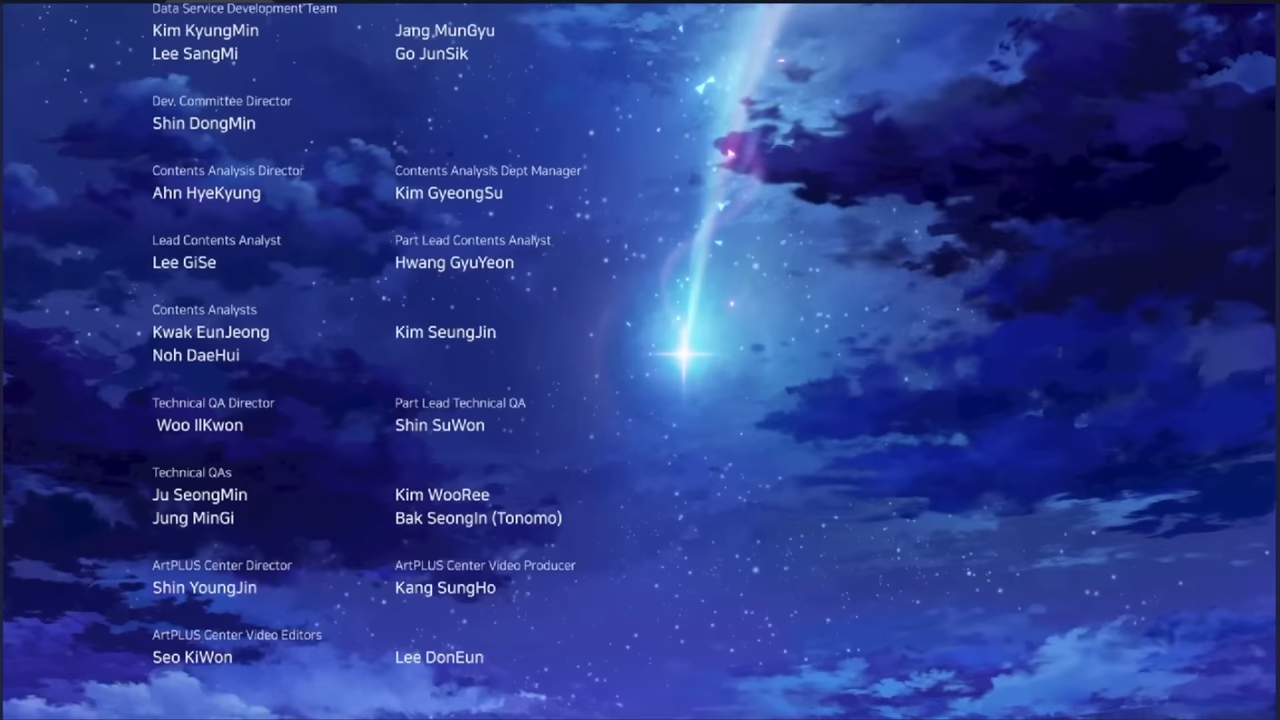 Data Service Development Team
Kim KyungMin Jang MunGyu
Lee SangMi Go JunSik
Dev. Committee Director
Shin DongMin
Contents Analysis Director Contents Analysis Dept Manager
Ahn HyeKyung Kim GyeongSu
Lead Contents Analyst Part Lead Contents Analyst
Lee GiSe Hwang GyuYeon
Contents Analysts
Kwak EunJeong Kim SeungJin
Noh DaeHui
Technical QA Director Part Lead Technical QA
Woo IlKwon Shin SuWon
Technical QAs
Ju SeongMin Kim WooRee
Jung MinGi Bak SeongIn (Tonomo)
ArtPLUS Center Director ArtPLUS Center Video Producer
Shin YoungJin Kang SungHo
ArtPLUS Center Video Editors
Seo KiWon Lee DonEun